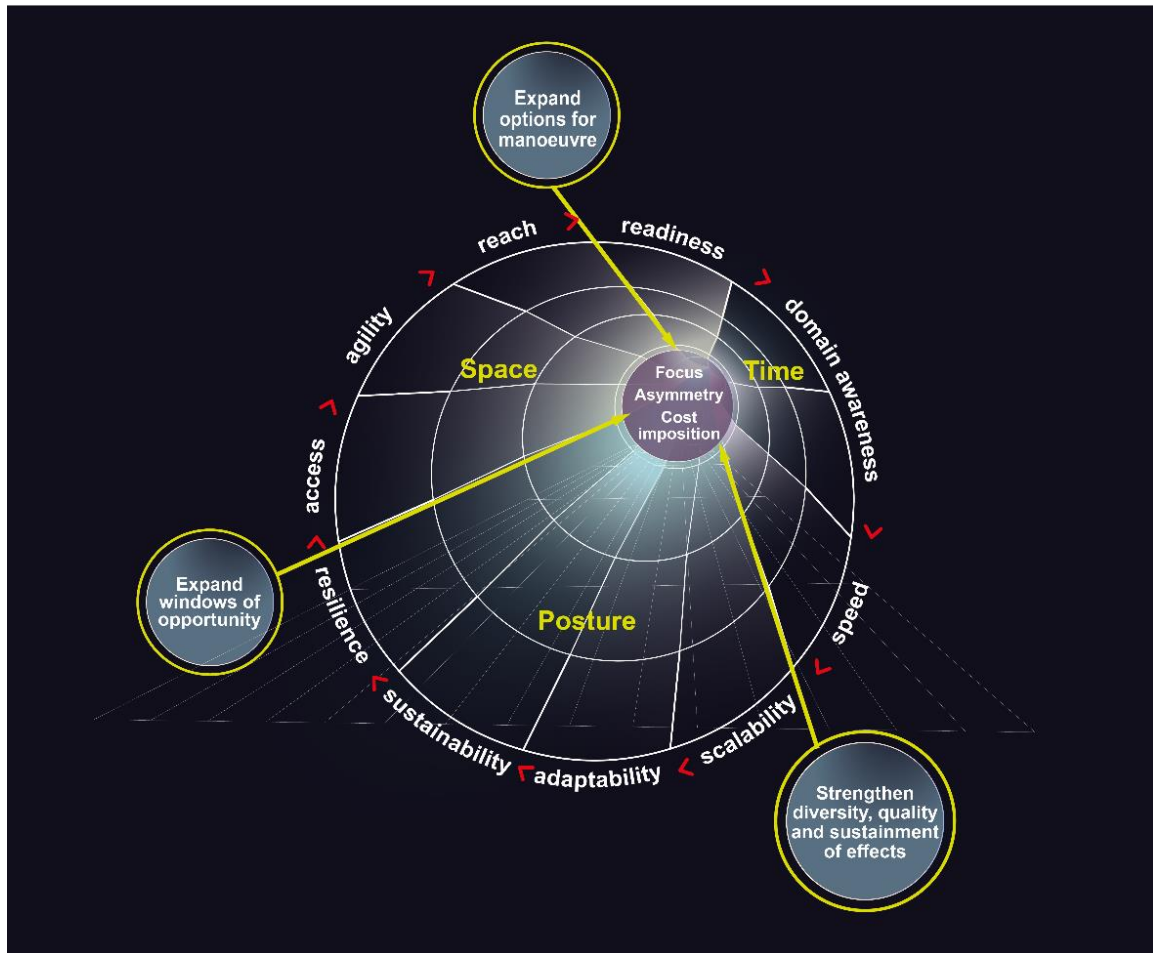 Expand
options for
manoeuvre
reach
readiness
agility
domain awareness
Space
Time
Focus
Asymmetry
Cost
imposition
access
Expand
windows of
opportunity
resilience
Posture
speed
sustainability
adaptability
scalability
Strengthen
diversity, quality
and sustainment
of effects